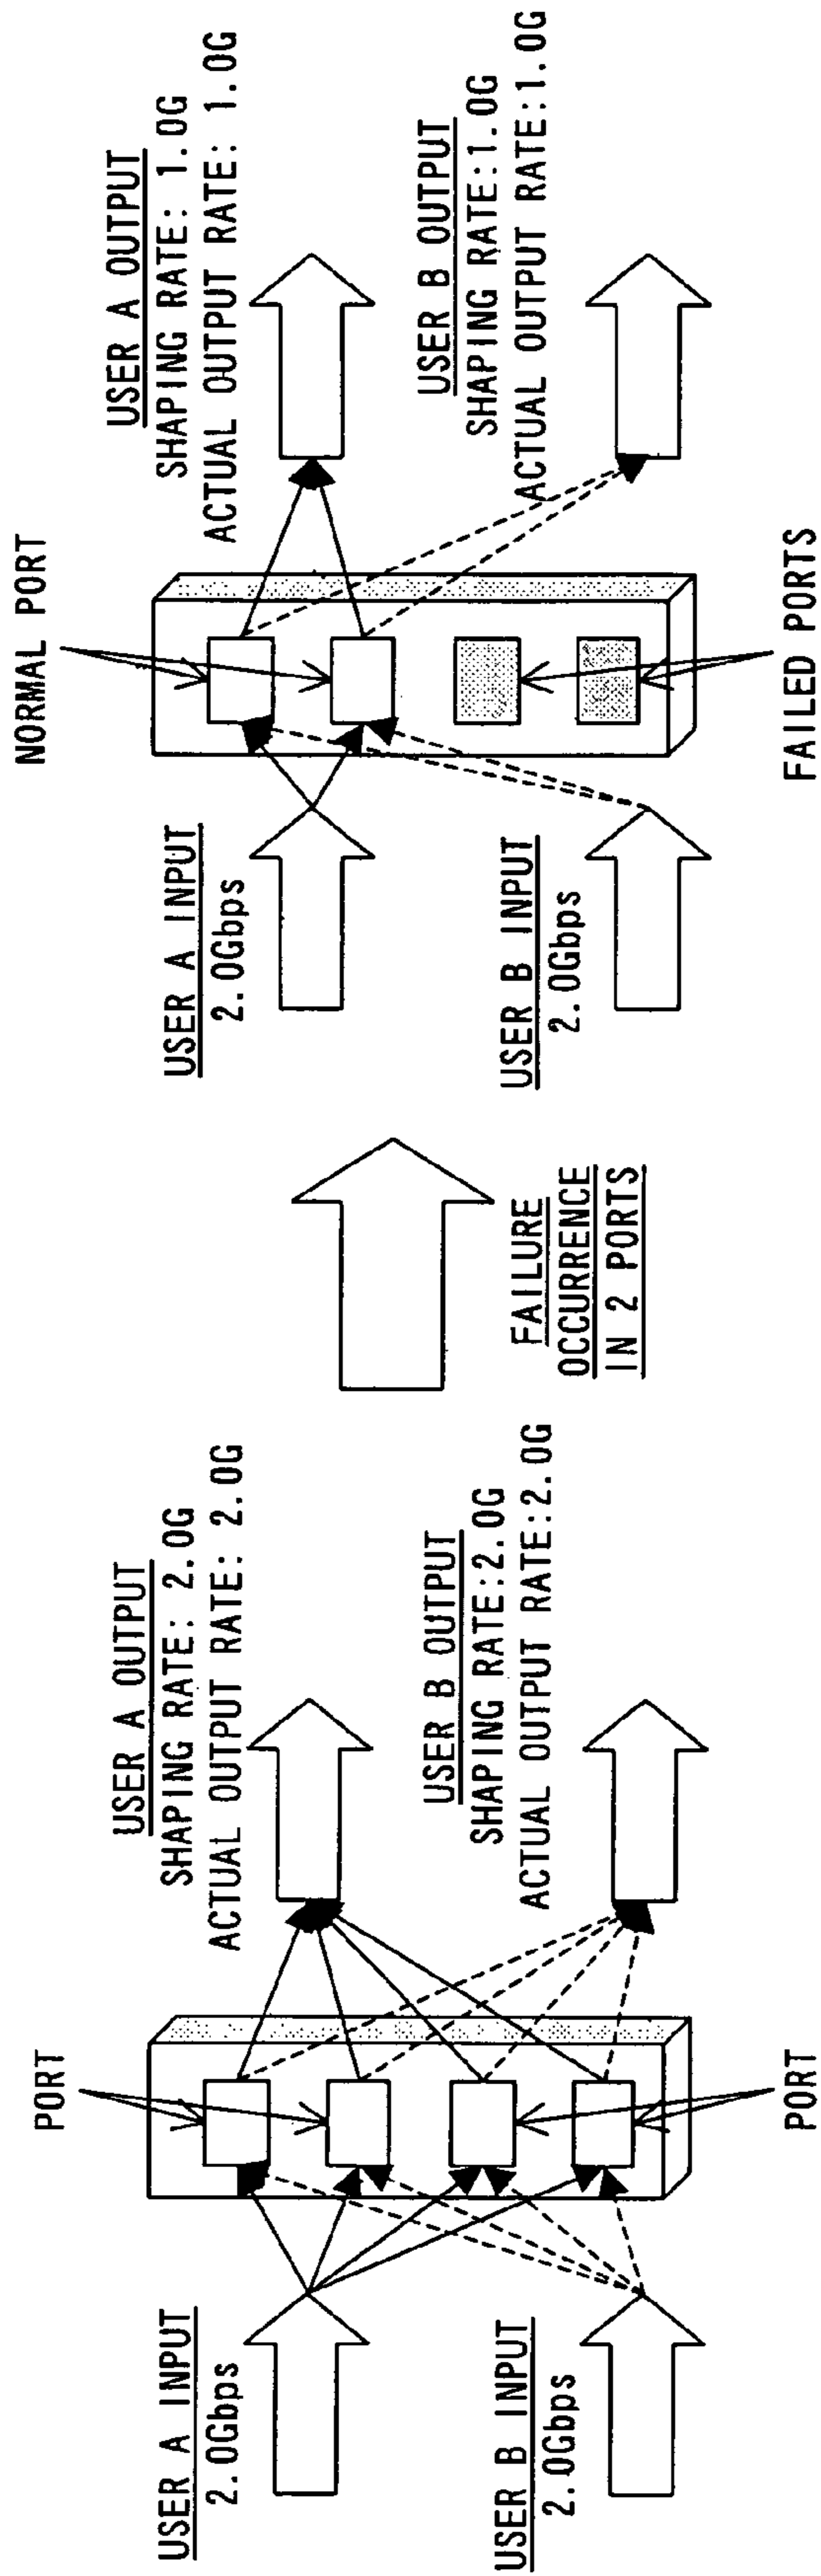 PORT
USER A INPUT
2.0Gbps
USER B INPUT
2.0Gbps
PORT
USER A OUTPUT
SHAPING RATE: 2.0G
ACTUAL OUTPUT RATE: 2.0G
USER B OUTPUT
SHAPING RATE:2.0G
ACTUAL OUTPUT RATE:2.0G
FAILURE
OCCURRENCE
IN 2 PORTS
NORMAL PORT
USER A INPUT
2.0Gbps
USER B INPUT
2.0Gbps
FAILED PORTS
USER A OUTPUT
SHAPING RATE: 1.0G
ACTUAL OUTPUT RATE: 1.0G
USER B OUTPUT
SHAPING RATE:1.0G
ACTUAL OUTPUT RATE:1.0G